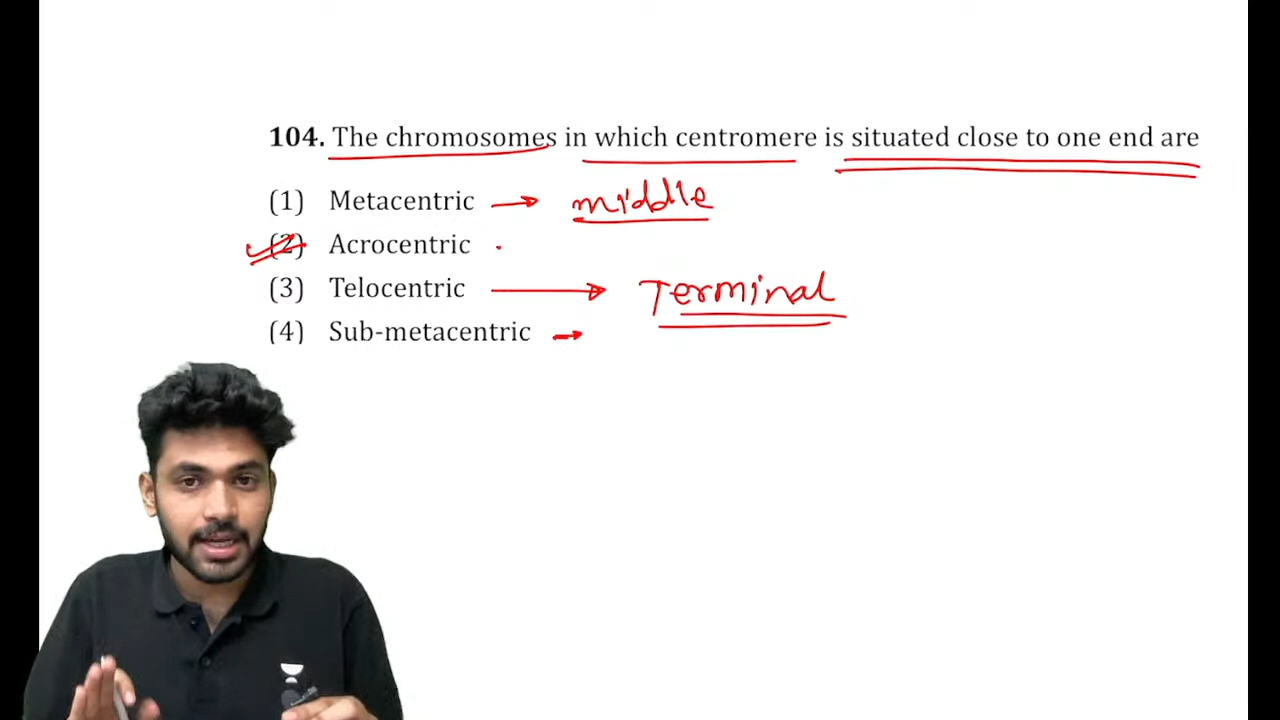 104. The chromosomes in which centromere is situated close to one end are
(1) Metacentric → middle
(2) Acrocentric
(3) Telocentric → Terminal
(4) Sub-metacentric →